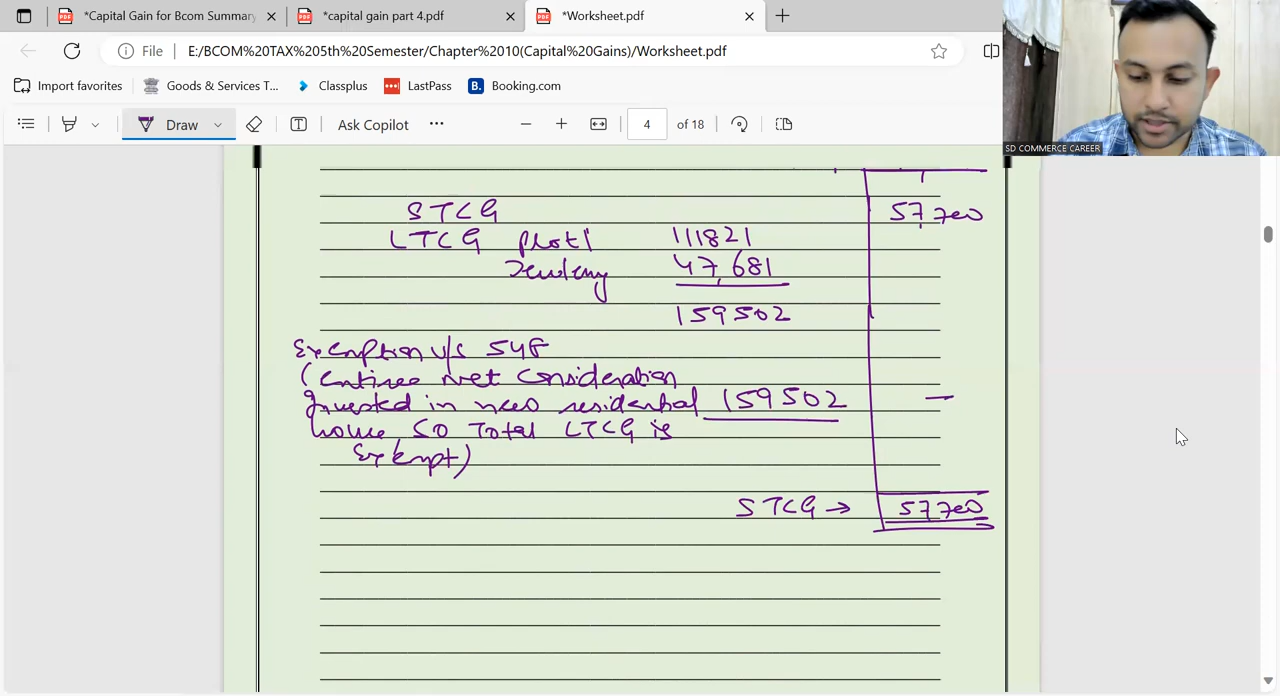 *Capital Gain for Bcom Summary
*capital gain part 4.pdf
*Worksheet.pdf
File
E:/BCOM%20TAX%205th%20Semester/Chapter%2010(Capital%20Gains)/Worksheet.pdf
Import favorites
Goods & Services T...
Classplus
LastPass
B. Booking.com
Draw
Ask Copilot
4 of 18
SD COMMERCE CAREER
STCG 57,700
LTCG Plot 111821
47,681
159502
Exemption u/s 54F
(Entire Net Consideration
Invested in new residential 159502 —
house, So Total LTCG is
Exempt)
STCG → 57700